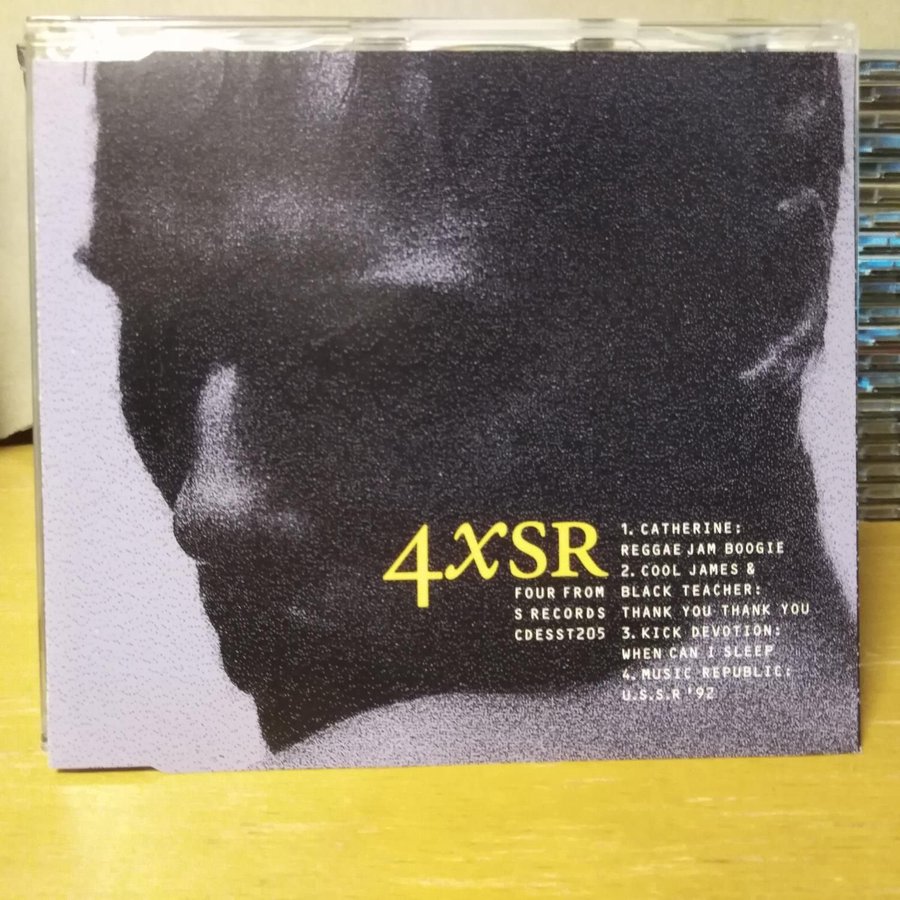 4xSR
FOUR FROM
S RECORDS
CDESST205
1. CATHERINE:
REGGAE JAM BOOGIE
2. COOL JAMES &
BLACK TEACHER:
THANK YOU THANK YOU
3. KICK DEVOTION:
WHEN CAN I SLEEP
4. MUSIC REPUBLIC:
U.S.S.R '92